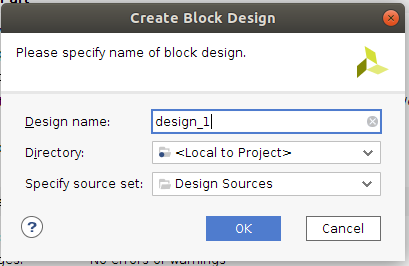 Create Block Design
Please specify name of block design.
Design name: design_1
Directory: <Local to Project>
Specify source set: Design Sources
? OK Cancel
No errors or warnings